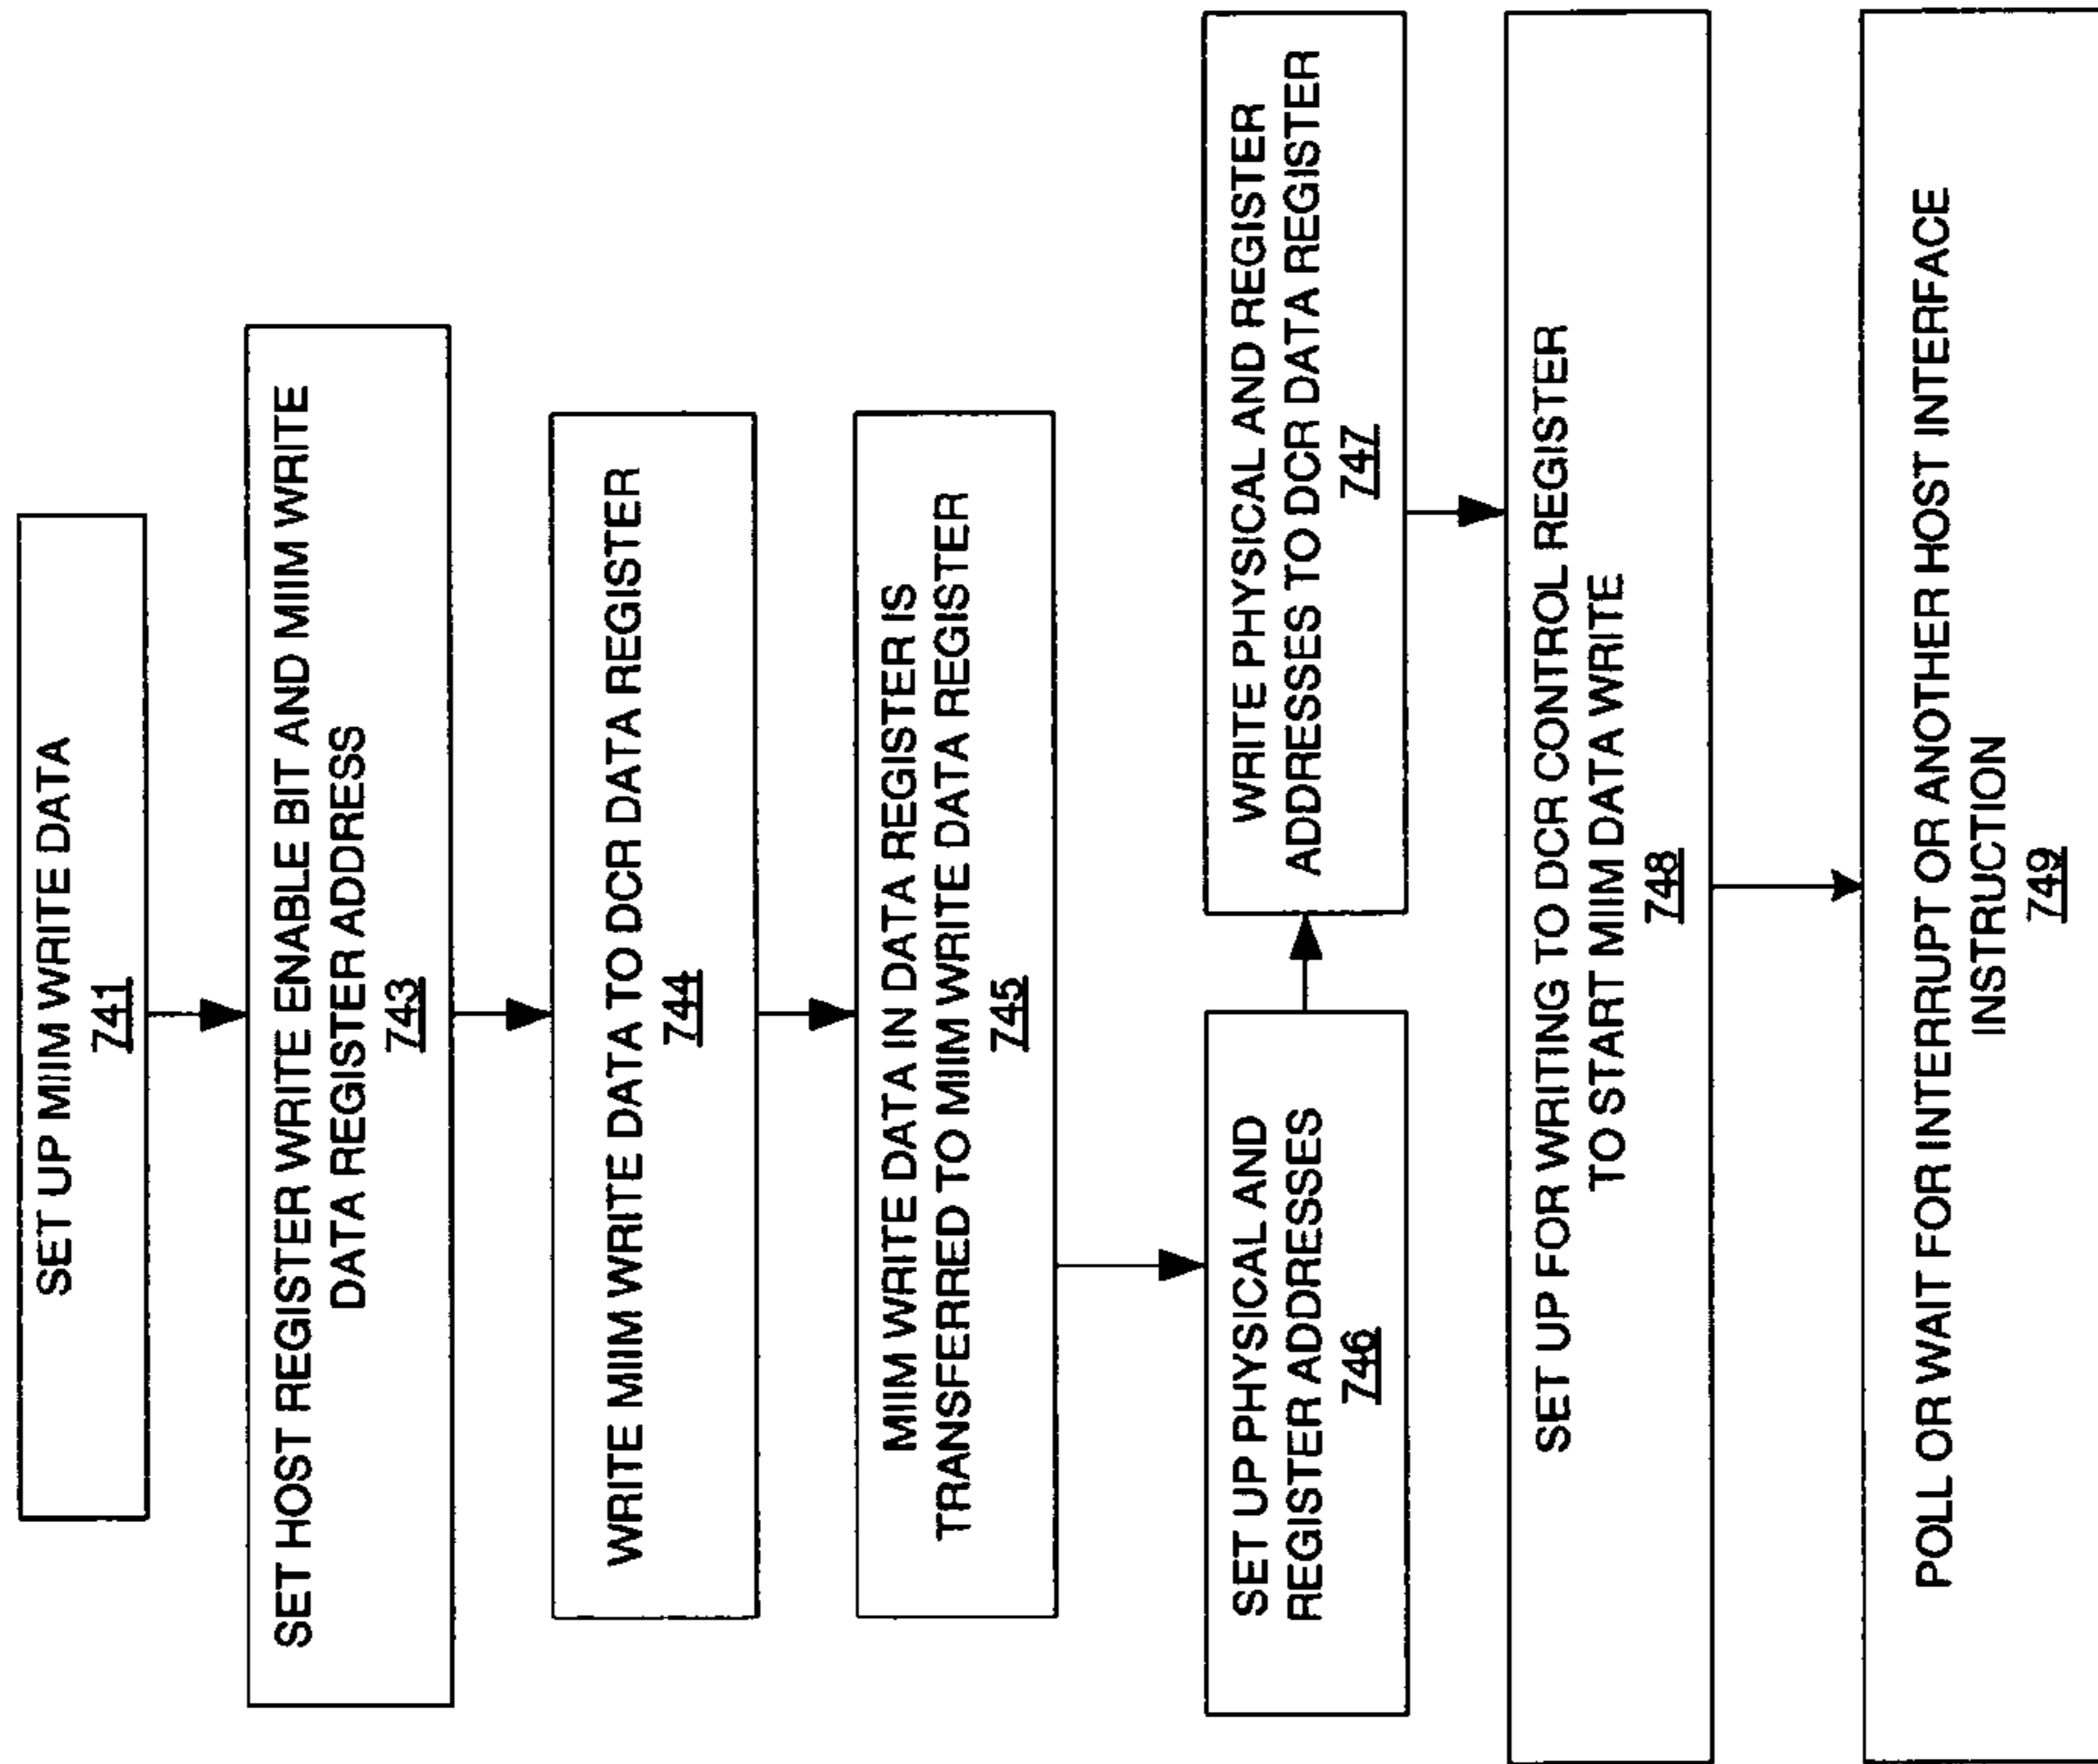 SET UP MIIM WRITE DATA
741
SET HOST REGISTER WRITE ENABLE BIT AND MIIM WRITE
DATA REGISTER ADDRESS
743
WRITE MIIM WRITE DATA TO DCR DATA REGISTER
744
MIIM WRITE DATA IN DATA REGISTER IS
TRANSFERRED TO MIIM WRITE DATA REGISTER
745
SET UP PHYSICAL AND
REGISTER ADDRESSES
746
WRITE PHYSICAL AND REGISTER
ADDRESSES TO DCR DATA REGISTER
747
SET UP FOR WRITING TO DCR CONTROL REGISTER
TO START MIIM DATA WRITE
748
POLL OR WAIT FOR INTERRUPT OR ANOTHER HOST INTERFACE
INSTRUCTION
749